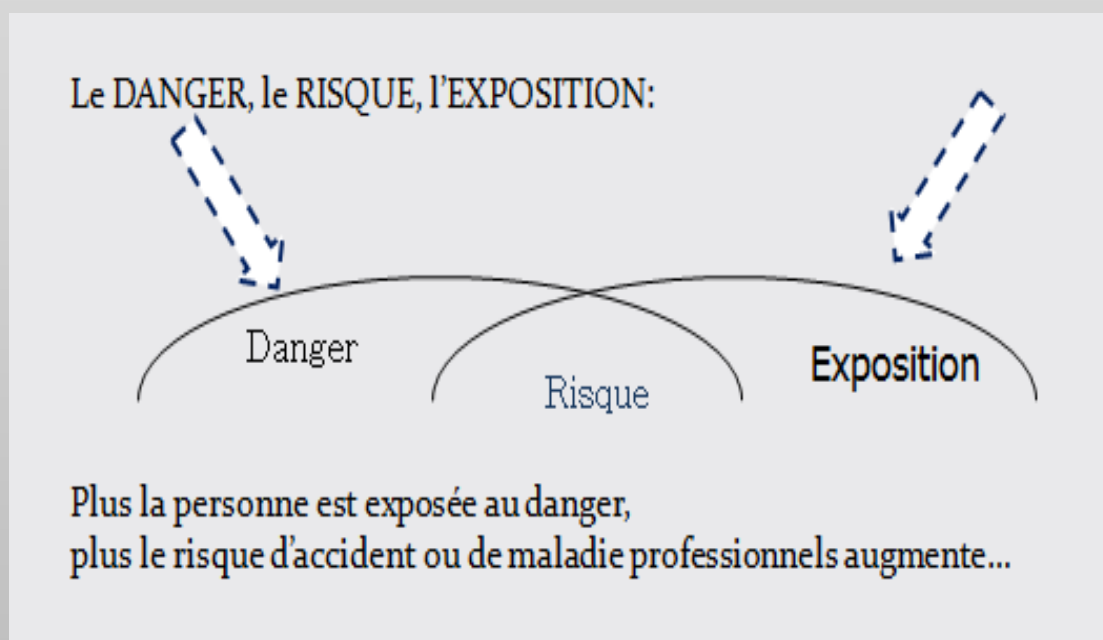 Le DANGER, le RISQUE, l'EXPOSITION:
Danger
Exposition
Risque
Plus la personne est exposée au danger,
plus le risque d'accident ou de maladie professionnels augmente...